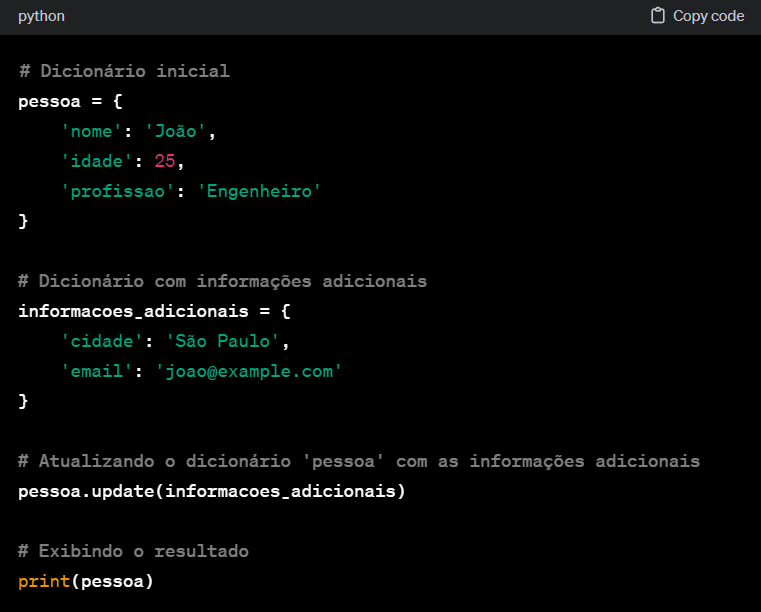 python
Copy code
# Dicionário inicial
pessoa = {
    'nome': 'João',
    'idade': 25,
    'profissao': 'Engenheiro'
}
# Dicionário com informações adicionais
informacoes_adicionais = {
    'cidade': 'São Paulo',
    'email': 'joao@example.com'
}
# Atualizando o dicionário 'pessoa' com as informações adicionais
pessoa.update(informacoes_adicionais)
# Exibindo o resultado
print(pessoa)